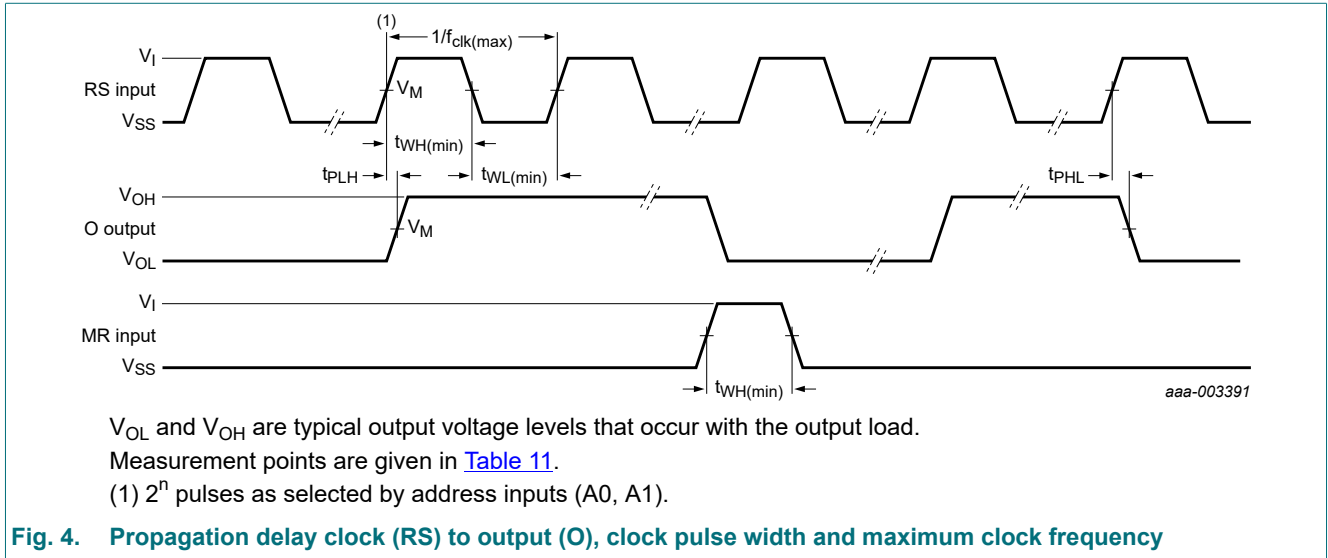 (1)
1/fclk(max)
VI
RS input
VM
VSS
tWH(min)
tPLH
tWL(min)
tPHL
VOH
O output
VM
VOL
VI
MR input
VSS
tWH(min)
aaa-003391
VOL and VOH are typical output voltage levels that occur with the output load.
Measurement points are given in Table 11.
(1) 2^n pulses as selected by address inputs (A0, A1).
Fig. 4. Propagation delay clock (RS) to output (O), clock pulse width and maximum clock frequency